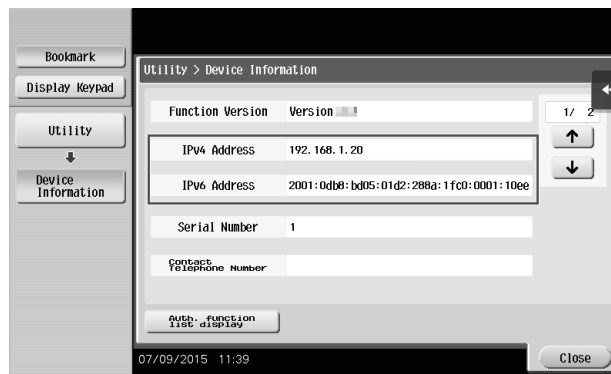 Bookmark
Display Keypad
Utility
Device
Information
Utility > Device Information
Function Version Version
1/ 2
IPv4 Address 192.168.1.20
IPv6 Address 2001:0db8:bd05:01d2:288a:1fc0:0001:10ee
Serial Number 1
Contact
Telephone Number
Auth. function
list display
07/09/2015 11:39
Close